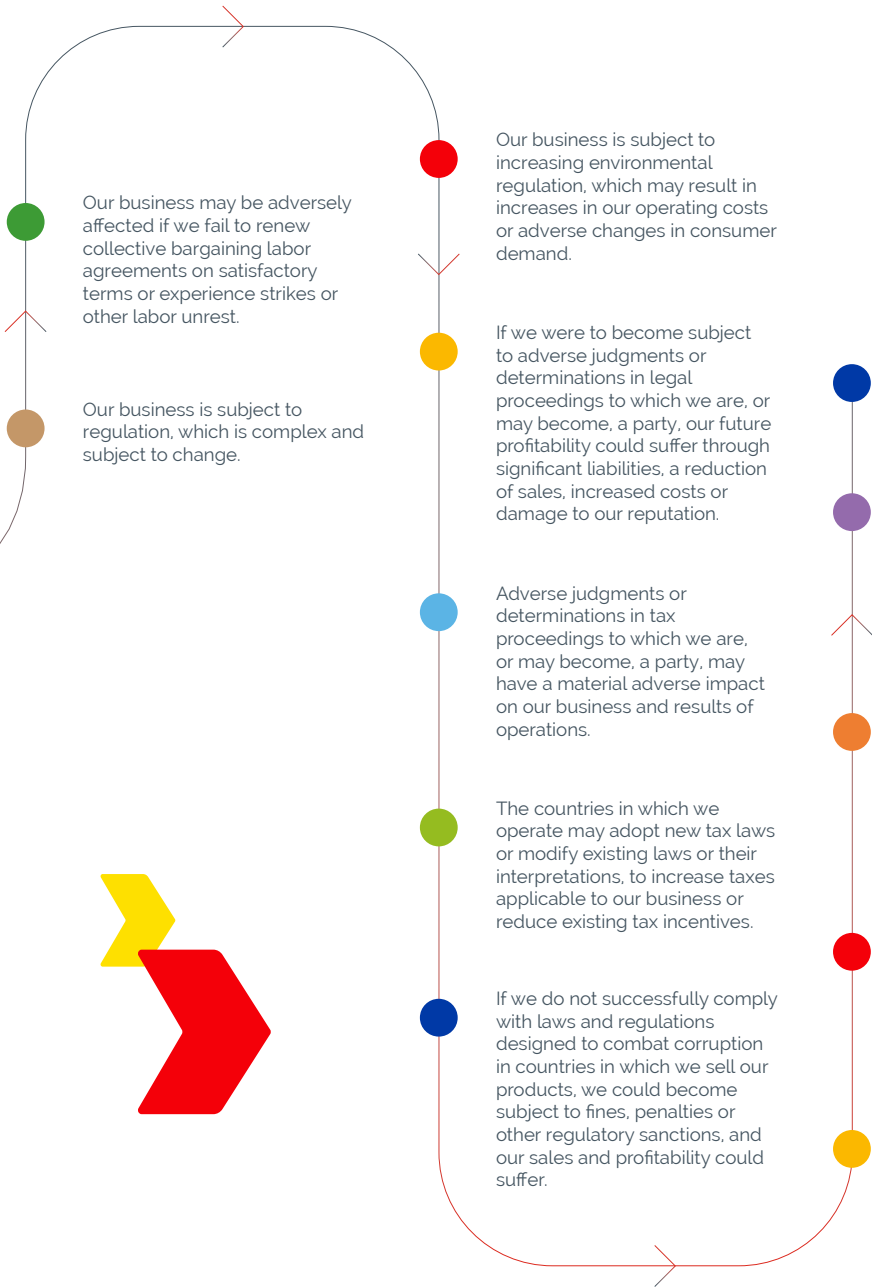 Our business may be adversely
affected if we fail to renew
collective bargaining labor
agreements on satisfactory
terms or experience strikes or
other labor unrest.
Our business is subject to
regulation, which is complex and
subject to change.
Our business is subject to
increasing environmental
regulation, which may result in
increases in our operating costs
or adverse changes in consumer
demand.
If we were to become subject
to adverse judgments or
determinations in legal
proceedings to which we are, or
may become, a party, our future
profitability could suffer through
significant liabilities, a reduction
of sales, increased costs or
damage to our reputation.
Adverse judgments or
determinations in tax
proceedings to which we are,
or may become, a party, may
have a material adverse impact
on our business and results of
operations.
The countries in which we
operate may adopt new tax laws
or modify existing laws or their
interpretations, to increase taxes
applicable to our business or
reduce existing tax incentives.
If we do not successfully comply
with laws and regulations
designed to combat corruption
in countries in which we sell our
products, we could become
subject to fines, penalties or
other regulatory sanctions, and
our sales and profitability could
suffer.